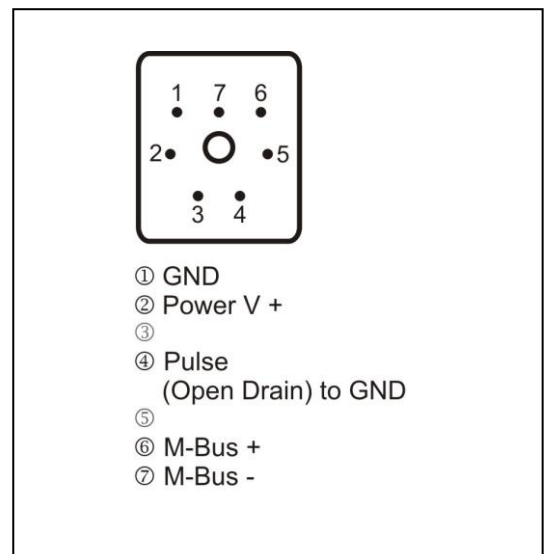 1 7 6
2 5
3 4
① GND
② Power V +
③
④ Pulse
(Open Drain) to GND
⑤
⑥ M-Bus +
⑦ M-Bus -